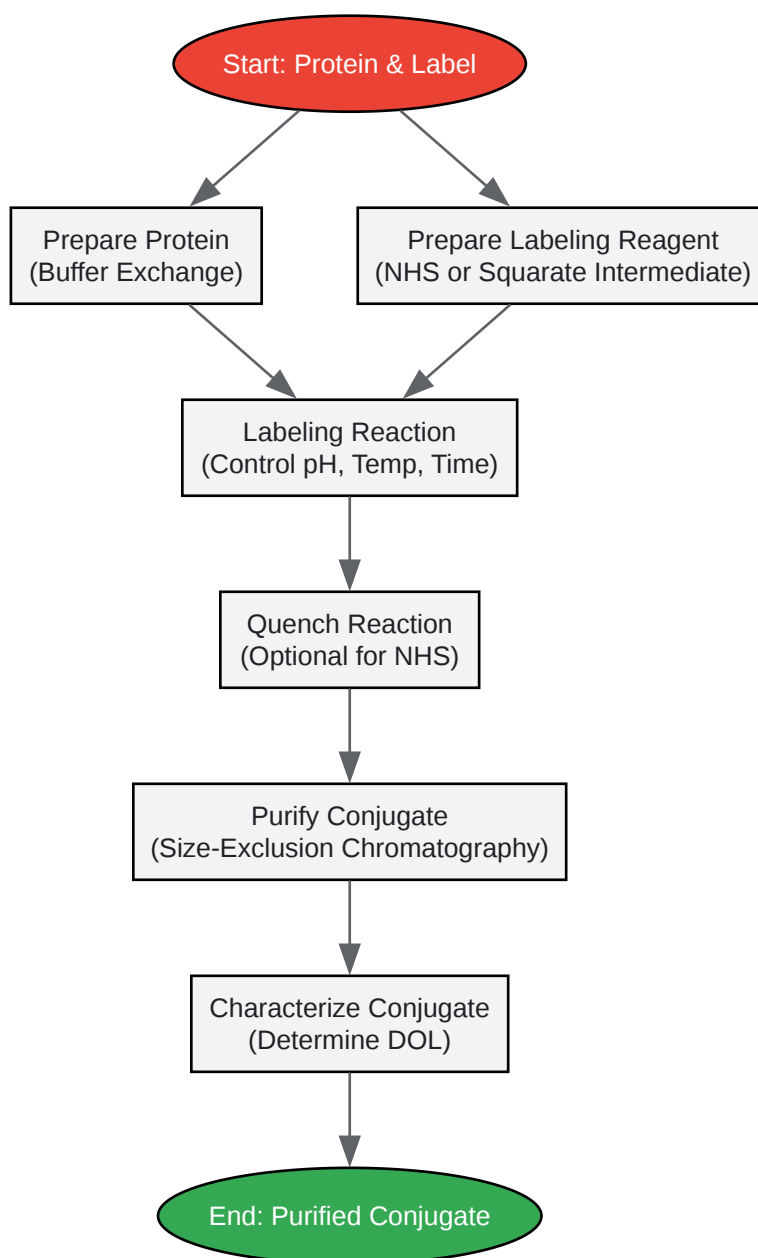 Start: Protein & Label
Prepare Protein
(Buffer Exchange)
Prepare Labeling Reagent
(NHS or Squarate Intermediate)
Labeling Reaction
(Control pH, Temp, Time)
Quench Reaction
(Optional for NHS)
Purify Conjugate
(Size-Exclusion Chromatography)
Characterize Conjugate
(Determine DOL)
End: Purified Conjugate